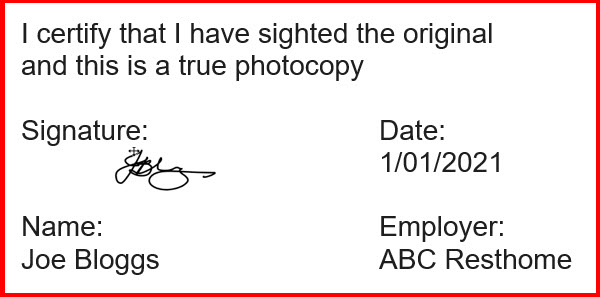 I certify that I have sighted the original
and this is a true photocopy
Signature:
Date:
1/01/2021
Name:
Joe Bloggs
Employer:
ABC Resthome